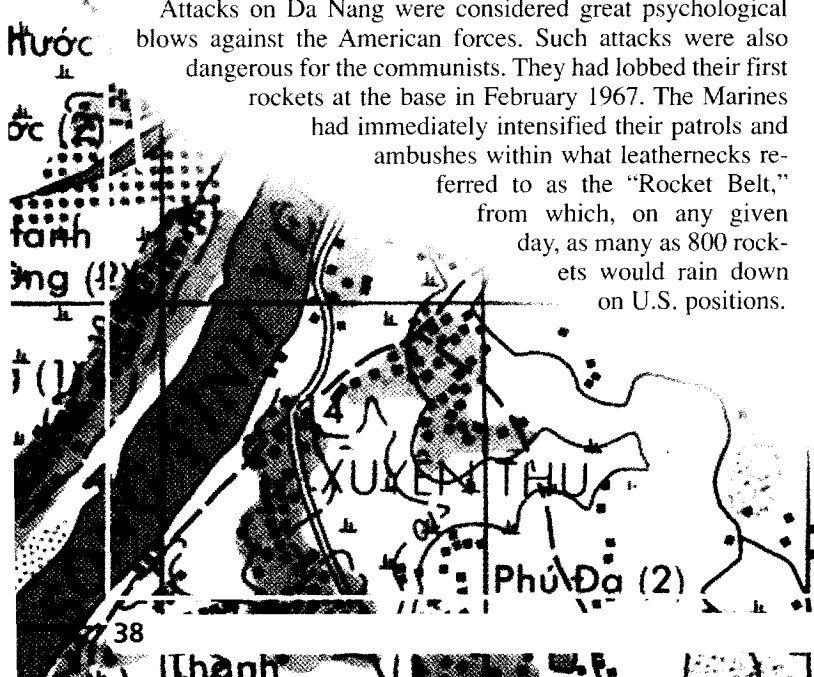 Attacks on Da Nang were considered great psychological
blows against the American forces. Such attacks were also
dangerous for the communists. They had lobbed their first
rockets at the base in February 1967. The Marines
had immediately intensified their patrols and
ambushes within what leathernecks re-
ferred to as the “Rocket Belt,”
from which, on any given
day, as many as 800 rock-
ets would rain down
on U.S. positions.
XUYEN THU
Phú Đa (2)
38